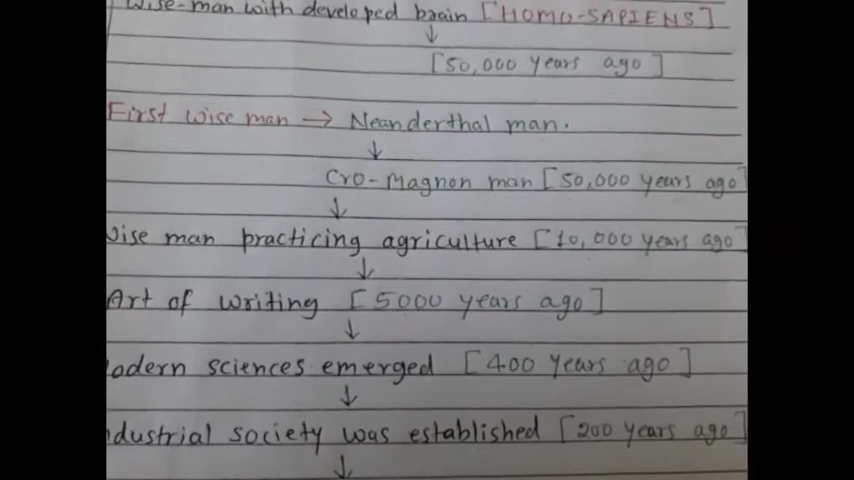 Wise-man with developed brain [HOMO-SAPIENS]
↓
[50,000 years ago]
First wise man → Neanderthal man.
↓
Cro-Magnon man [50,000 years ago]
↓
Wise man practicing agriculture [10,000 years ago]
↓
Art of writing [5000 years ago]
↓
odern sciences emerged [400 years ago]
↓
ndustrial society was established [200 years ago]
↓